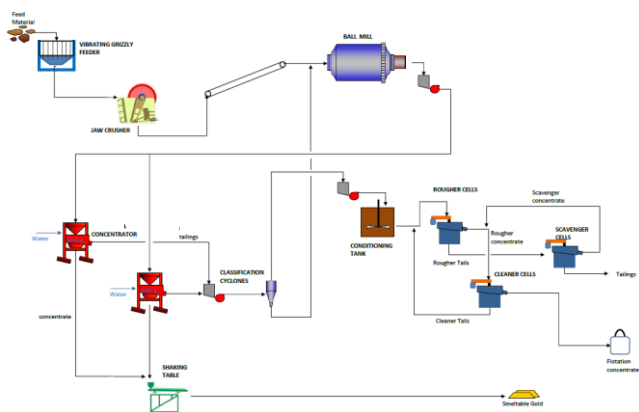 Feed
Material
VIBRATING GRIZZLY
FEEDER
BALL MILL
JAW CRUSHER
Water
CONCENTRATOR
tailings
Water
CLASSIFICATION
CYCLONES
concentrate
SHAKING
TABLE
CONDITIONING
TANK
ROUGHER CELLS
Scavenger
concentrate
Rougher
concentrate
SCAVENGER
CELLS
Rougher Tails
Tailings
CLEANER CELLS
Cleaner Tails
Flotation
concentrate
Smeltable Gold